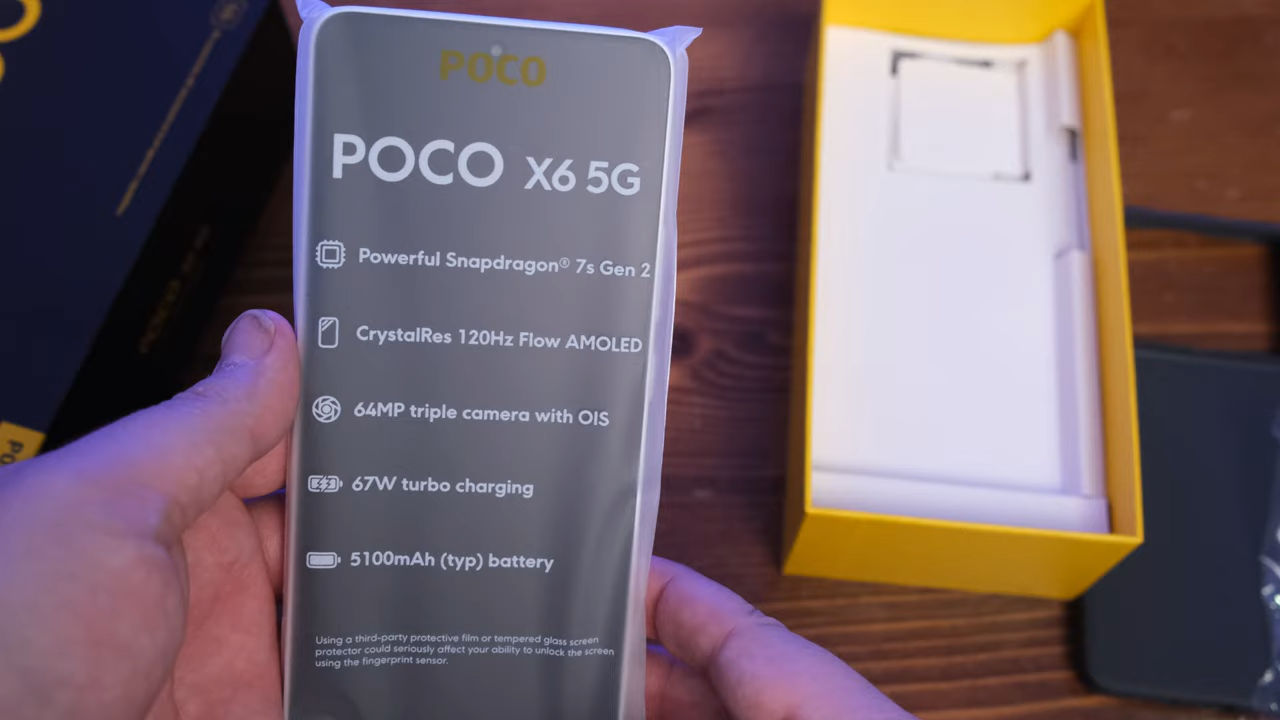 POCO
POCO X6 5G
Powerful Snapdragon® 7s Gen 2
CrystalRes 120Hz Flow AMOLED
64MP triple camera with OIS
67W turbo charging
5100mAh (typ) battery
Using a third-party protective film or tempered glass screen
protector could seriously affect your ability to unlock the screen
using the fingerprint sensor.